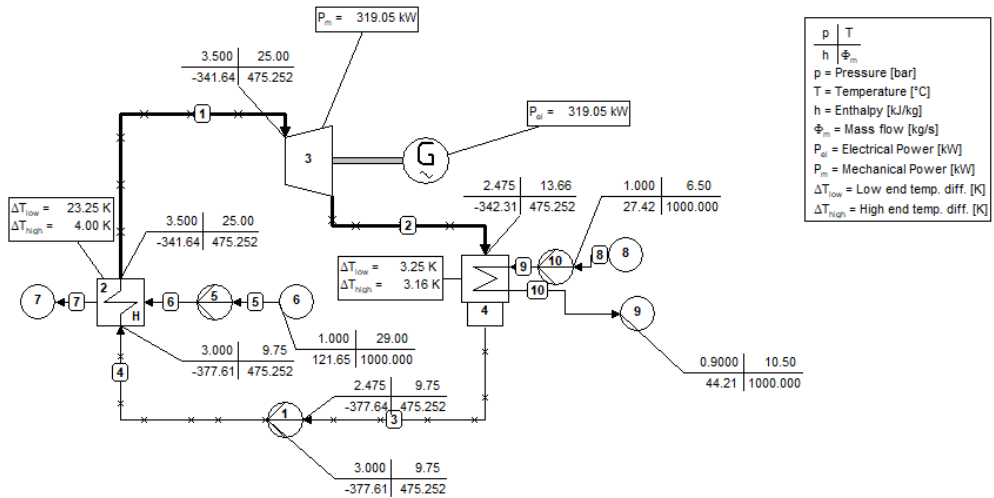 P_m = 319.05 kW
p T
h Φ_m
p = Pressure [bar]
T = Temperature [°C]
h = Enthalpy [kJ/kg]
Φ_m = Mass flow [kg/s]
P_el = Electrical Power [kW]
P_m = Mechanical Power [kW]
ΔT_low = Low end temp. diff. [K]
ΔT_high = High end temp. diff. [K]
3.500 25.00
-341.64 475.252
1
P_el = 319.05 kW
3
G
2.475 13.66
-342.31 475.252
1.000 6.50
27.42 1000.000
ΔT_low = 23.25 K
ΔT_high = 4.00 K
3.500 25.00
-341.64 475.252
2
ΔT_low = 3.25 K
ΔT_high = 3.16 K
9
10
8
8
10
2
H
7
7
6
5
5
6
4
9
1.000 29.00
121.65 1000.000
3.000 9.75
-377.61 475.252
0.9000 10.50
44.21 1000.000
4
2.475 9.75
-377.64 475.252
1
3
3.000 9.75
-377.61 475.252